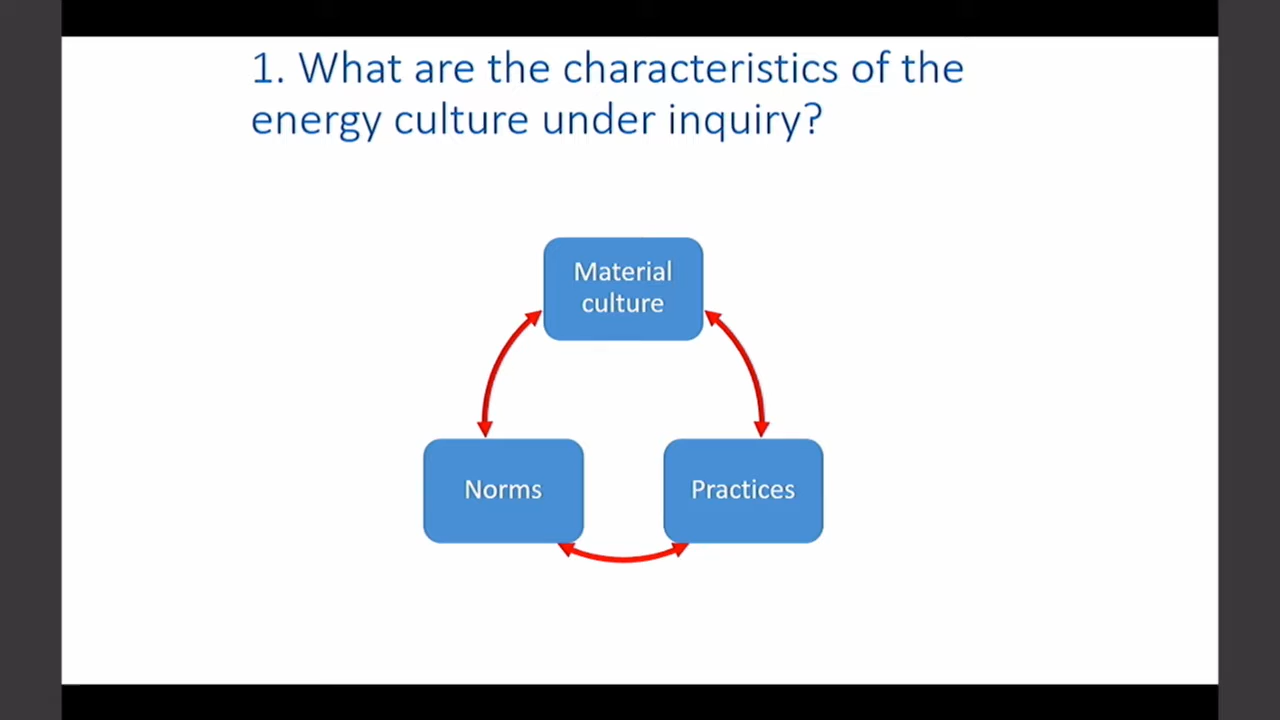 1. What are the characteristics of the
energy culture under inquiry?
Material
culture
Norms
Practices